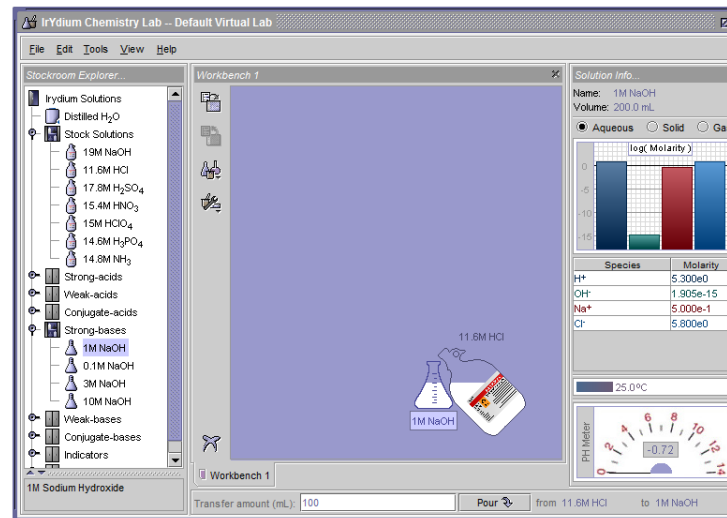 IrYdium Chemistry Lab -- Default Virtual Lab
File Edit Tools View Help
Stockroom Explorer...
Irydium Solutions
Distilled H₂O
Stock Solutions
19M NaOH
11.6M HCl
17.8M H₂SO₄
15.4M HNO₃
15M HClO₄
14.6M H₃PO₄
14.8M NH₃
Strong-acids
Weak-acids
Conjugate-acids
Strong-bases
1M NaOH
0.1M NaOH
3M NaOH
10M NaOH
Weak-bases
Conjugate-bases
Indicators
1M Sodium Hydroxide
Workbench 1
11.6M HCl
1M NaOH
Workbench 1
Transfer amount (mL): 100 Pour from 11.6M HCl to 1M NaOH
Solution Info...
Name: 1M NaOH
Volume: 200.0 mL
Aqueous Solid Ga
log( Molarity )
0
-5
-10
-15
Species Molarity
H⁺ 5.300e0
OH⁻ 1.905e-15
Na⁺ 5.000e-1
Cl⁻ 5.800e0
25.0ºC
PH Meter
0 2 4 6 8 10 12 14
-0.72